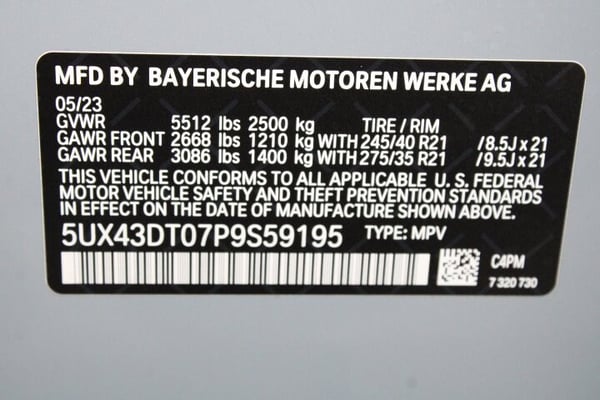 MFD BY BAYERISCHE MOTOREN WERKE AG
05/23
GVWR 5512 lbs 2500 kg TIRE / RIM
GAWR FRONT 2668 lbs 1210 kg WITH 245/40 R21 /8.5J x 21
GAWR REAR 3086 lbs 1400 kg WITH 275/35 R21 /9.5J x 21
THIS VEHICLE CONFORMS TO ALL APPLICABLE U. S. FEDERAL
MOTOR VEHICLE SAFETY AND THEFT PREVENTION STANDARDS
IN EFFECT ON THE DATE OF MANUFACTURE SHOWN ABOVE.
5UX43DT07P9S59195 TYPE: MPV
C4PM
7 320 730